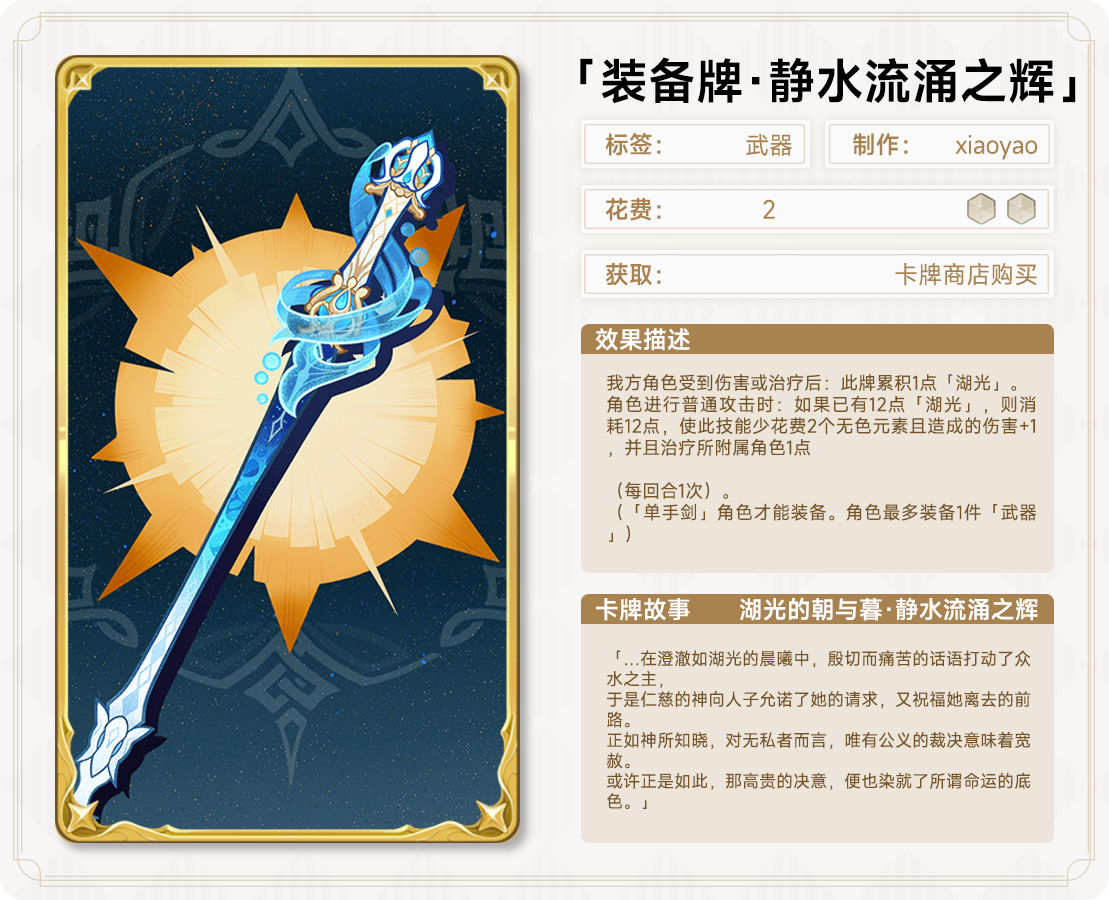 「装备牌·静水流涌之辉」
标签： 武器
制作： xiaoyao
花费： 2
获取： 卡牌商店购买
效果描述
我方角色受到伤害或治疗后：此牌累积1点「湖光」。
角色进行普通攻击时：如果已有12点「湖光」，则消
耗12点，使此技能少花费2个无色元素且造成的伤害+1
，并且治疗所附属角色1点
（每回合1次）。
（「单手剑」角色才能装备。角色最多装备1件「武器
」）
卡牌故事 湖光的朝与暮·静水流涌之辉
「...在澄澈如湖光的晨曦中，殷切而痛苦的话语打动了众
水之主，
于是仁慈的神向人子允诺了她的请求，又祝福她离去的前
路。
正如神所知晓，对无私者而言，唯有公义的裁决意味着宽
赦。
或许正是如此，那高贵的决意，便也染就了所谓命运的底
色。」